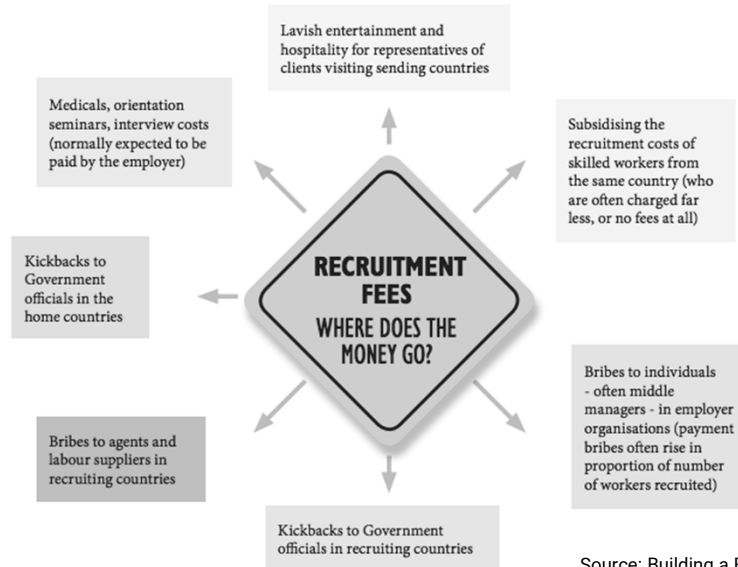 Lavish entertainment and
hospitality for representatives of
clients visiting sending countries
Medicals, orientation
seminars, interview costs
(normally expected to be
paid by the employer)
Subsidising the
recruitment costs of
skilled workers from
the same country (who
are often charged far
less, or no fees at all)
Kickbacks to
Government
officials in the
home countries
RECRUITMENT
FEES
WHERE DOES THE
MONEY GO?
Bribes to individuals
- often middle
managers - in employer
organisations (payment
bribes often rise in
proportion of number
of workers recruited)
Bribes to agents and
labour suppliers in
recruiting countries
Kickbacks to Government
officials in recruiting countries
Source: Building a